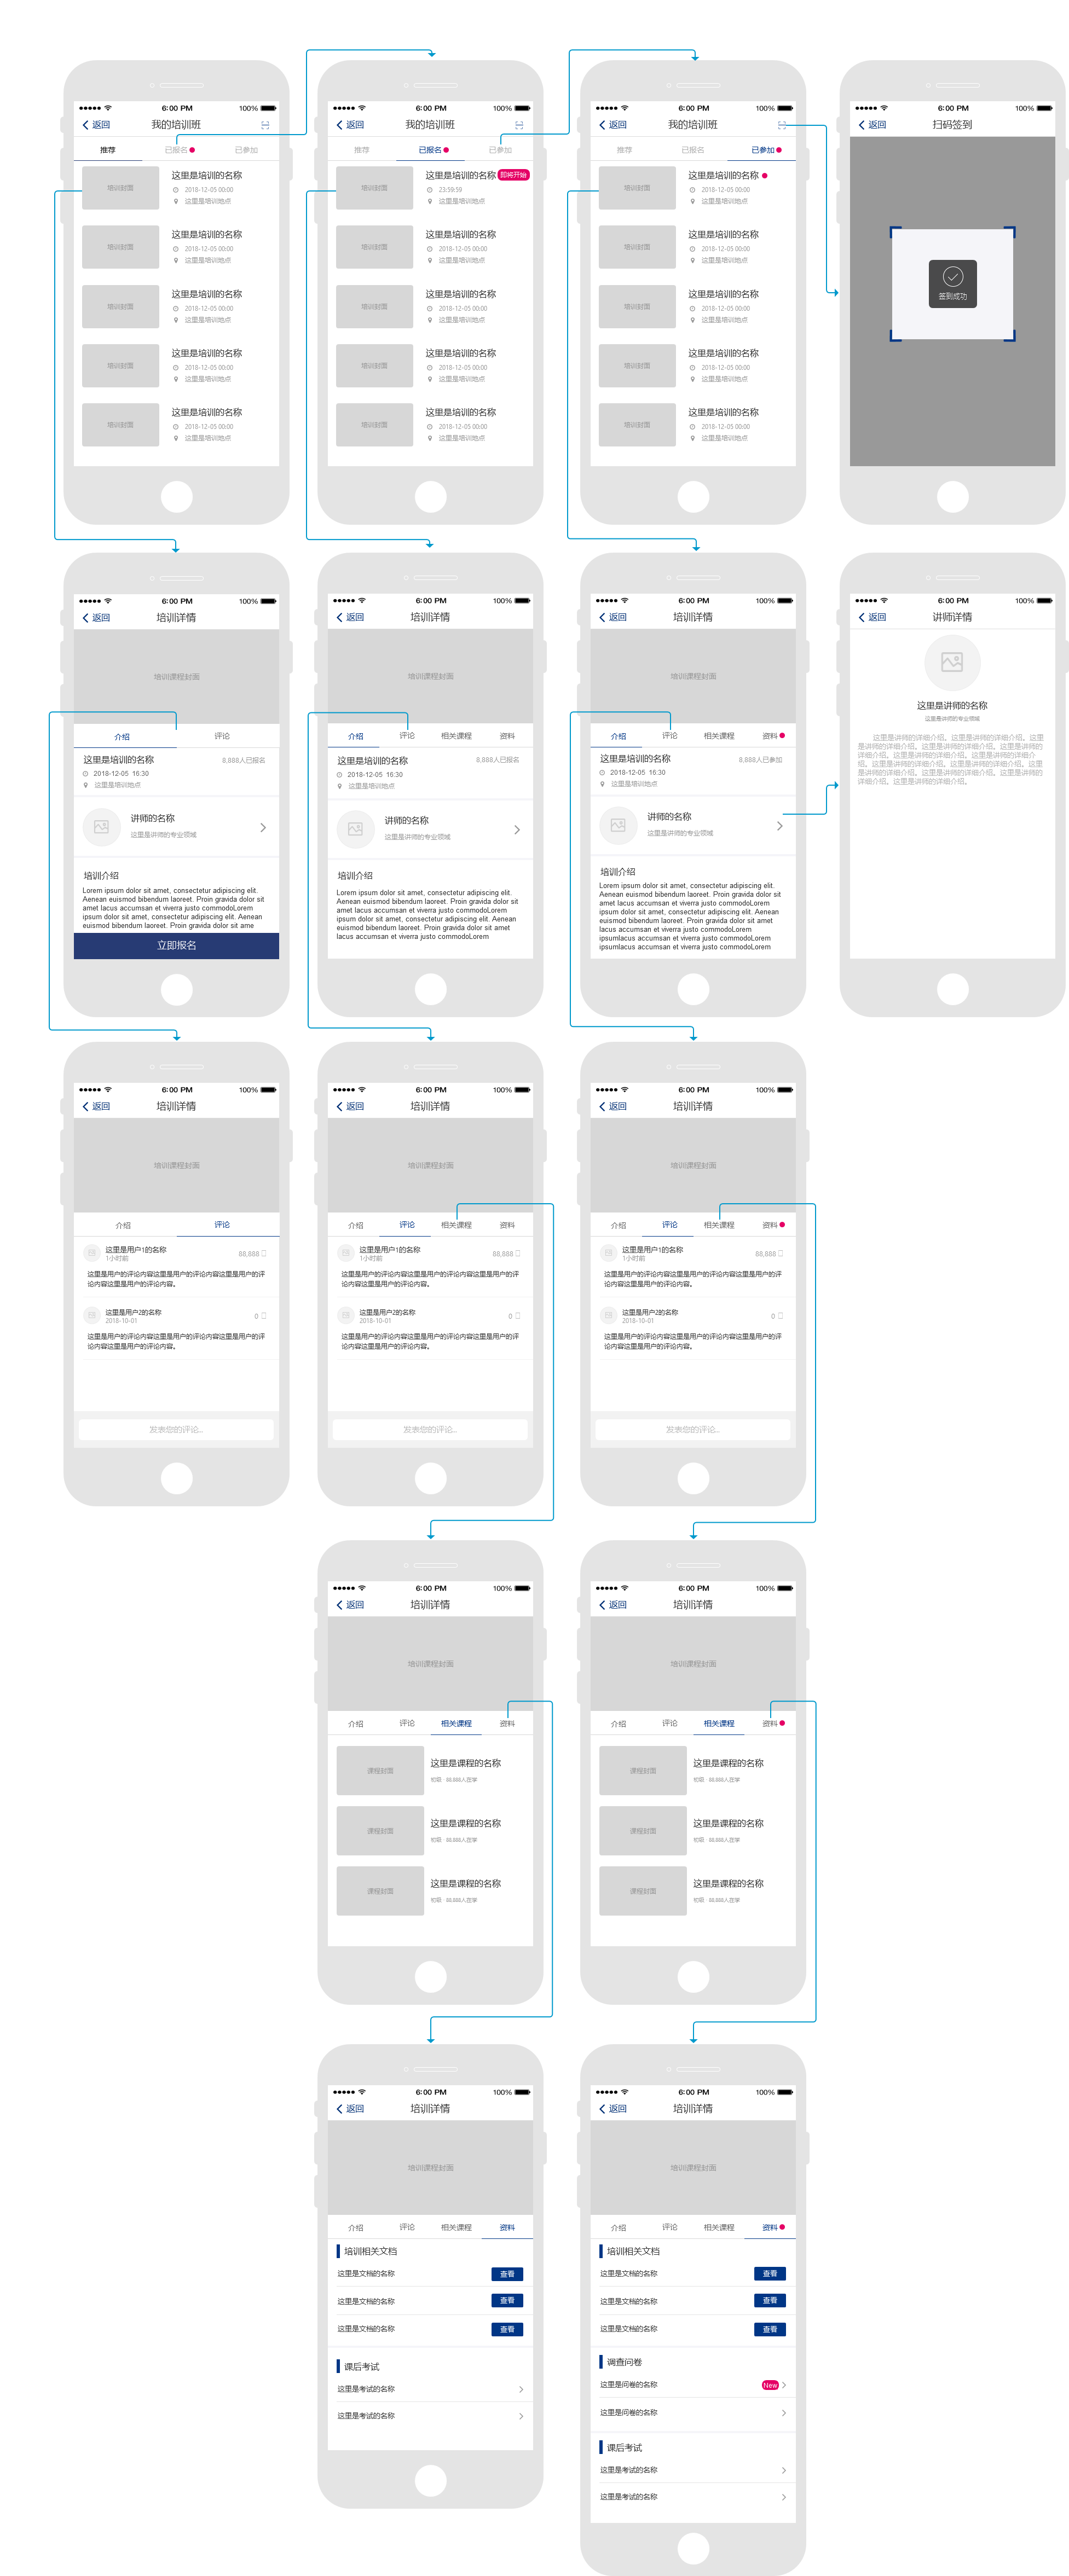 6:00 PM
100%
返回
我的培训班
推荐
已报名
已参加
培训封面
这里是培训的名称
2018-12-05 00:00
这里是培训地点
培训封面
这里是培训的名称
2018-12-05 00:00
这里是培训地点
培训封面
这里是培训的名称
2018-12-05 00:00
这里是培训地点
培训封面
这里是培训的名称
2018-12-05 00:00
这里是培训地点
培训封面
这里是培训的名称
2018-12-05 00:00
这里是培训地点
6:00 PM
100%
返回
我的培训班
推荐
已报名
已参加
培训封面
这里是培训的名称
即将开始
23:59:59
这里是培训地点
培训封面
这里是培训的名称
2018-12-05 00:00
这里是培训地点
培训封面
这里是培训的名称
2018-12-05 00:00
这里是培训地点
培训封面
这里是培训的名称
2018-12-05 00:00
这里是培训地点
培训封面
这里是培训的名称
2018-12-05 00:00
这里是培训地点
6:00 PM
100%
返回
我的培训班
推荐
已报名
已参加
培训封面
这里是培训的名称
2018-12-05 00:00
这里是培训地点
培训封面
这里是培训的名称
2018-12-05 00:00
这里是培训地点
培训封面
这里是培训的名称
2018-12-05 00:00
这里是培训地点
培训封面
这里是培训的名称
2018-12-05 00:00
这里是培训地点
培训封面
这里是培训的名称
2018-12-05 00:00
这里是培训地点
6:00 PM
100%
返回
扫码签到
签到成功
6:00 PM
100%
返回
培训详情
培训课程封面
介绍
评论
这里是培训的名称
8,888人已报名
2018-12-05 16:30
这里是培训地点
讲师的名称
这里是讲师的专业领域
培训介绍
Lorem ipsum dolor sit amet, consectetur adipiscing elit.
Aenean euismod bibendum laoreet. Proin gravida dolor sit
amet lacus accumsan et viverra justo commodoLorem
ipsum dolor sit amet, consectetur adipiscing elit. Aenean
euismod bibendum laoreet. Proin gravida dolor sit ame
立即报名
6:00 PM
100%
返回
培训详情
培训课程封面
介绍
评论
相关课程
资料
这里是培训的名称
8,888人已报名
2018-12-05 16:30
这里是培训地点
讲师的名称
这里是讲师的专业领域
培训介绍
Lorem ipsum dolor sit amet, consectetur adipiscing elit.
Aenean euismod bibendum laoreet. Proin gravida dolor sit
amet lacus accumsan et viverra justo commodoLorem
ipsum dolor sit amet, consectetur adipiscing elit. Aenean
euismod bibendum laoreet. Proin gravida dolor sit amet
lacus accumsan et viverra justo commodoLorem
6:00 PM
100%
返回
培训详情
培训课程封面
介绍
评论
相关课程
资料
这里是培训的名称
8,888人已参加
2018-12-05 16:30
这里是培训地点
讲师的名称
这里是讲师的专业领域
培训介绍
Lorem ipsum dolor sit amet, consectetur adipiscing elit.
Aenean euismod bibendum laoreet. Proin gravida dolor sit
amet lacus accumsan et viverra justo commodoLorem
ipsum dolor sit amet, consectetur adipiscing elit. Aenean
euismod bibendum laoreet. Proin gravida dolor sit amet
lacus accumsan et viverra justo commodoLorem
ipsumlacus accumsan et viverra justo commodoLorem
ipsumlacus accumsan et viverra justo commodoLorem
6:00 PM
100%
返回
讲师详情
这里是讲师的名称
这里是讲师的专业领域
这里是讲师的详细介绍。这里是讲师的详细介绍。这里
是讲师的详细介绍。这里是讲师的详细介绍。这里是讲师的
详细介绍。这里是讲师的详细介绍。这里是讲师的详细介
绍。这里是讲师的详细介绍。这里是讲师的详细介绍。这里
是讲师的详细介绍。这里是讲师的详细介绍。这里是讲师的
详细介绍。这里是讲师的详细介绍。
6:00 PM
100%
返回
培训详情
培训课程封面
介绍
评论
这里是用户1的名称
1小时前
88,888
这里是用户的评论内容这里是用户的评论内容这里是用户的评
论内容这里是用户的评论内容。
这里是用户2的名称
2018-10-01
0
这里是用户的评论内容这里是用户的评论内容这里是用户的评
论内容这里是用户的评论内容。
发表您的评论...
6:00 PM
100%
返回
培训详情
培训课程封面
介绍
评论
相关课程
资料
这里是用户1的名称
1小时前
88,888
这里是用户的评论内容这里是用户的评论内容这里是用户的评
论内容这里是用户的评论内容。
这里是用户2的名称
2018-10-01
0
这里是用户的评论内容这里是用户的评论内容这里是用户的评
论内容这里是用户的评论内容。
发表您的评论...
6:00 PM
100%
返回
培训详情
培训课程封面
介绍
评论
相关课程
资料
这里是用户1的名称
1小时前
88,888
这里是用户的评论内容这里是用户的评论内容这里是用户的评
论内容这里是用户的评论内容。
这里是用户2的名称
2018-10-01
0
这里是用户的评论内容这里是用户的评论内容这里是用户的评
论内容这里是用户的评论内容。
发表您的评论...
6:00 PM
100%
返回
培训详情
培训课程封面
介绍
评论
相关课程
资料
课程封面
这里是课程的名称
初级 · 88,888人在学
课程封面
这里是课程的名称
初级 · 88,888人在学
课程封面
这里是课程的名称
初级 · 88,888人在学
6:00 PM
100%
返回
培训详情
培训课程封面
介绍
评论
相关课程
资料
课程封面
这里是课程的名称
初级 · 88,888人在学
课程封面
这里是课程的名称
初级 · 88,888人在学
课程封面
这里是课程的名称
初级 · 88,888人在学
6:00 PM
100%
返回
培训详情
培训课程封面
介绍
评论
相关课程
资料
培训相关文档
这里是文档的名称
查看
这里是文档的名称
查看
这里是文档的名称
查看
课后考试
这里是考试的名称
这里是考试的名称
6:00 PM
100%
返回
培训详情
培训课程封面
介绍
评论
相关课程
资料
培训相关文档
这里是文档的名称
查看
这里是文档的名称
查看
这里是文档的名称
查看
调查问卷
这里是问卷的名称
New
这里是问卷的名称
课后考试
这里是考试的名称
这里是考试的名称